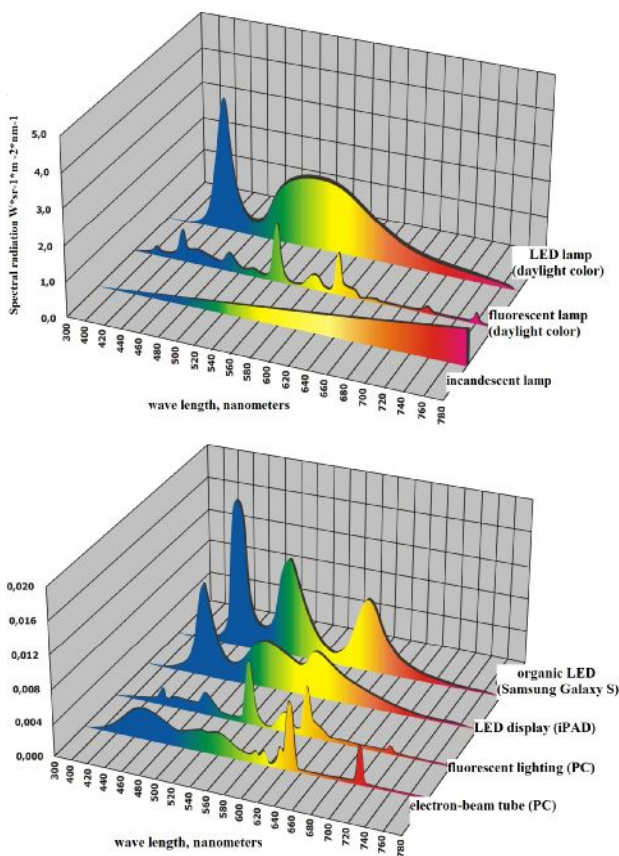 Spectral radiation W*sr-1*m -2*nm-1
5,0
4,0
3,0
2,0
1,0
0,0
300 400 420 440 460 480 500 520 540 560 580 600 620 640 660 680 700 720 740 760 780
wave length, nanometers
LED lamp
(daylight color)
fluorescent lamp
(daylight color)
incandescent lamp
0,020
0,016
0,012
0,008
0,004
0,000
300 400 420 440 460 480 500 520 540 560 580 600 620 640 660 680 700 720 740 760 780
wave length, nanometers
organic LED
(Samsung Galaxy S)
LED display (iPAD)
fluorescent lighting (PC)
electron-beam tube (PC)